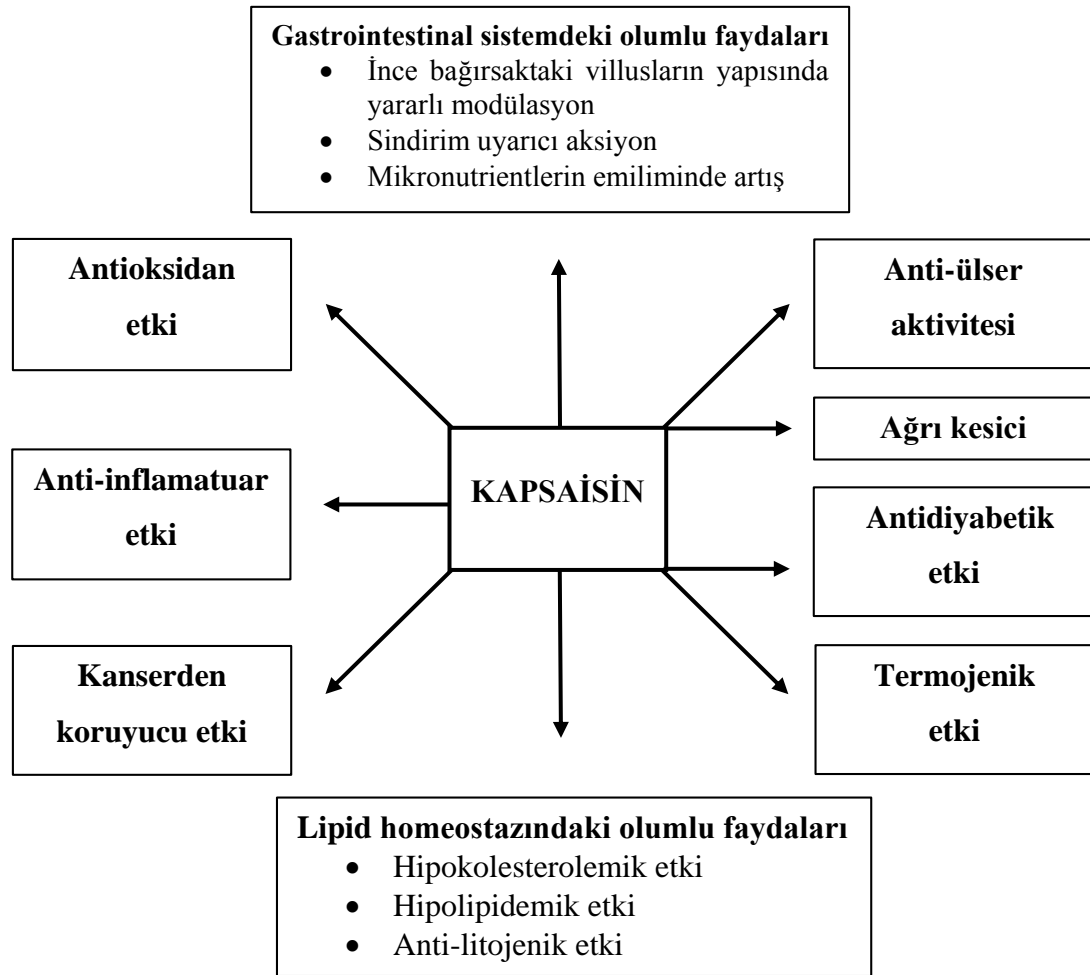 Gastrointestinal sistemdeki olumlu faydaları
• İnce bağırsaktaki villusların yapısında
yararlı modülasyon
• Sindirim uyarıcı aksiyon
• Mikronutrientlerin emiliminde artış
Antioksidan
etki
Anti-ülser
aktivitesi
Ağrı kesici
KAPSAİSİN
Anti-inflamatuar
etki
Antidiyabetik
etki
Kanserden
koruyucu etki
Termojenik
etki
Lipid homeostazındaki olumlu faydaları
• Hipokolesterolemik etki
• Hipolipidemik etki
• Anti-litojenik etki